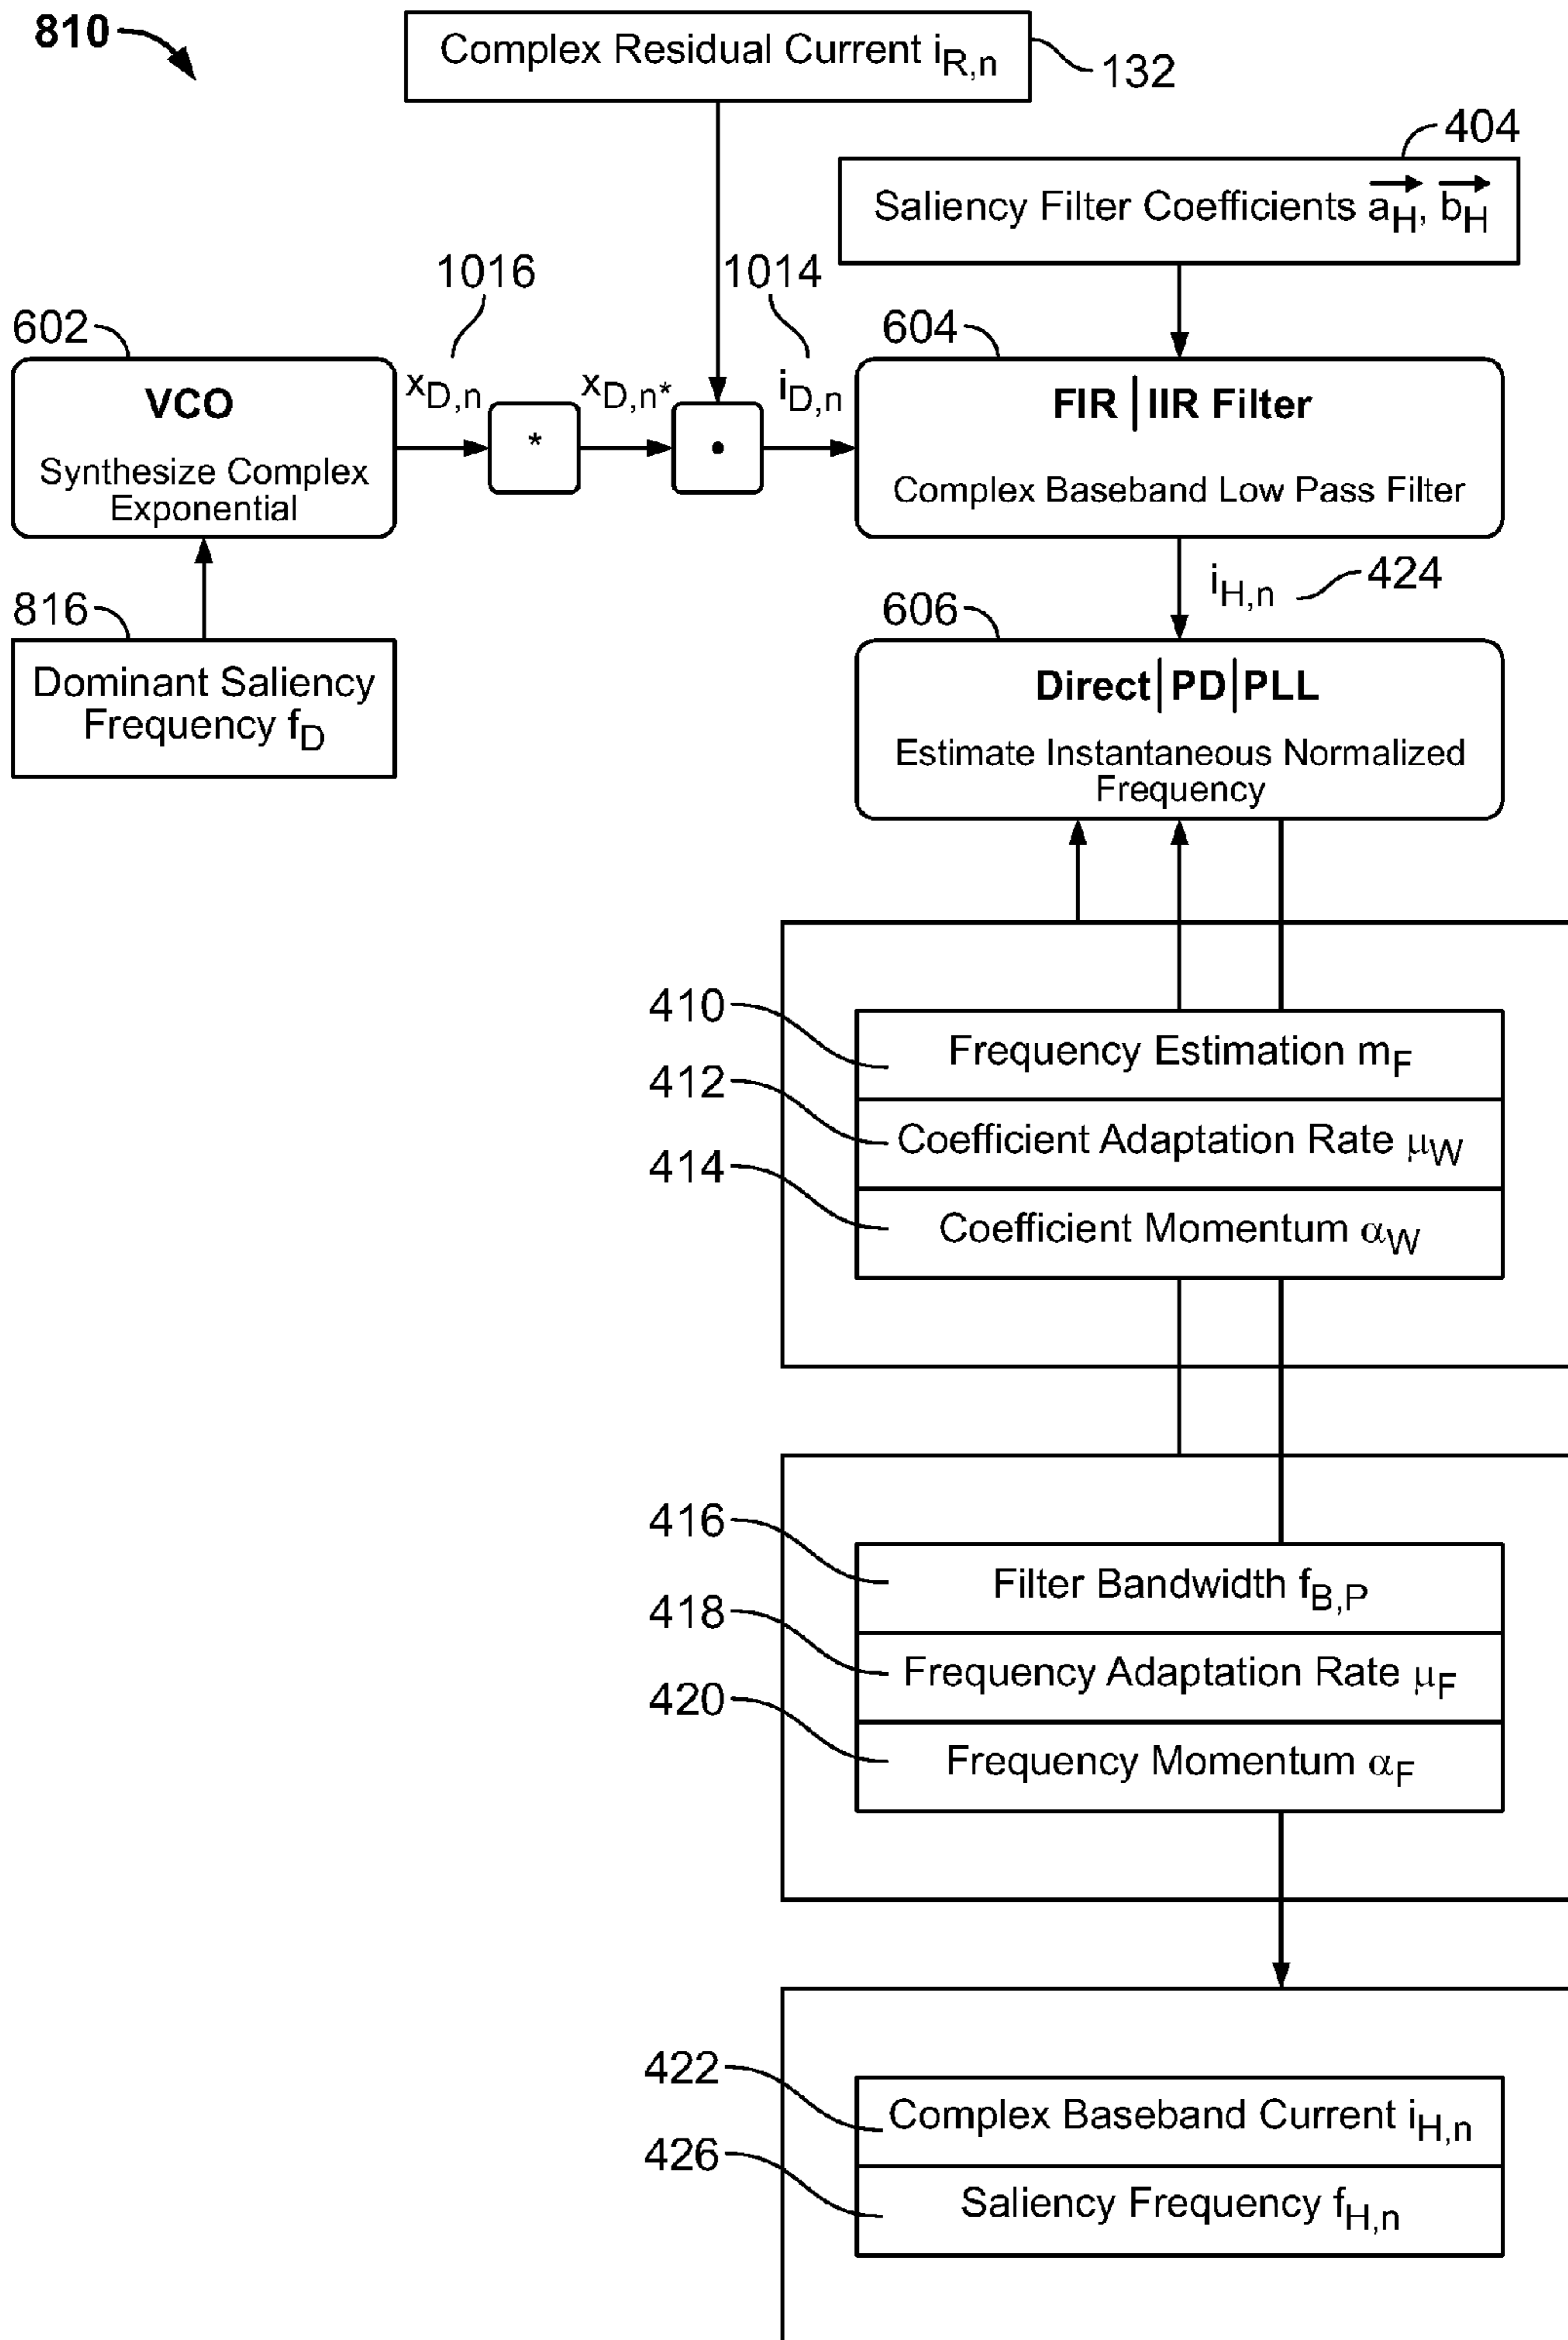 810
Complex Residual Current iR,n
132
404
Saliency Filter Coefficients aH, bH
1016
1014
602
604
VCO
Synthesize Complex
Exponential
xD,n
*
xD,n*
•
iD,n
FIR | IIR Filter
Complex Baseband Low Pass Filter
iH,n
424
816
Dominant Saliency
Frequency fD
606
Direct|PD|PLL
Estimate Instantaneous Normalized
Frequency
410
Frequency Estimation mF
412
Coefficient Adaptation Rate μW
414
Coefficient Momentum αW
416
Filter Bandwidth fB,P
418
Frequency Adaptation Rate μF
420
Frequency Momentum αF
422
Complex Baseband Current iH,n
426
Saliency Frequency fH,n